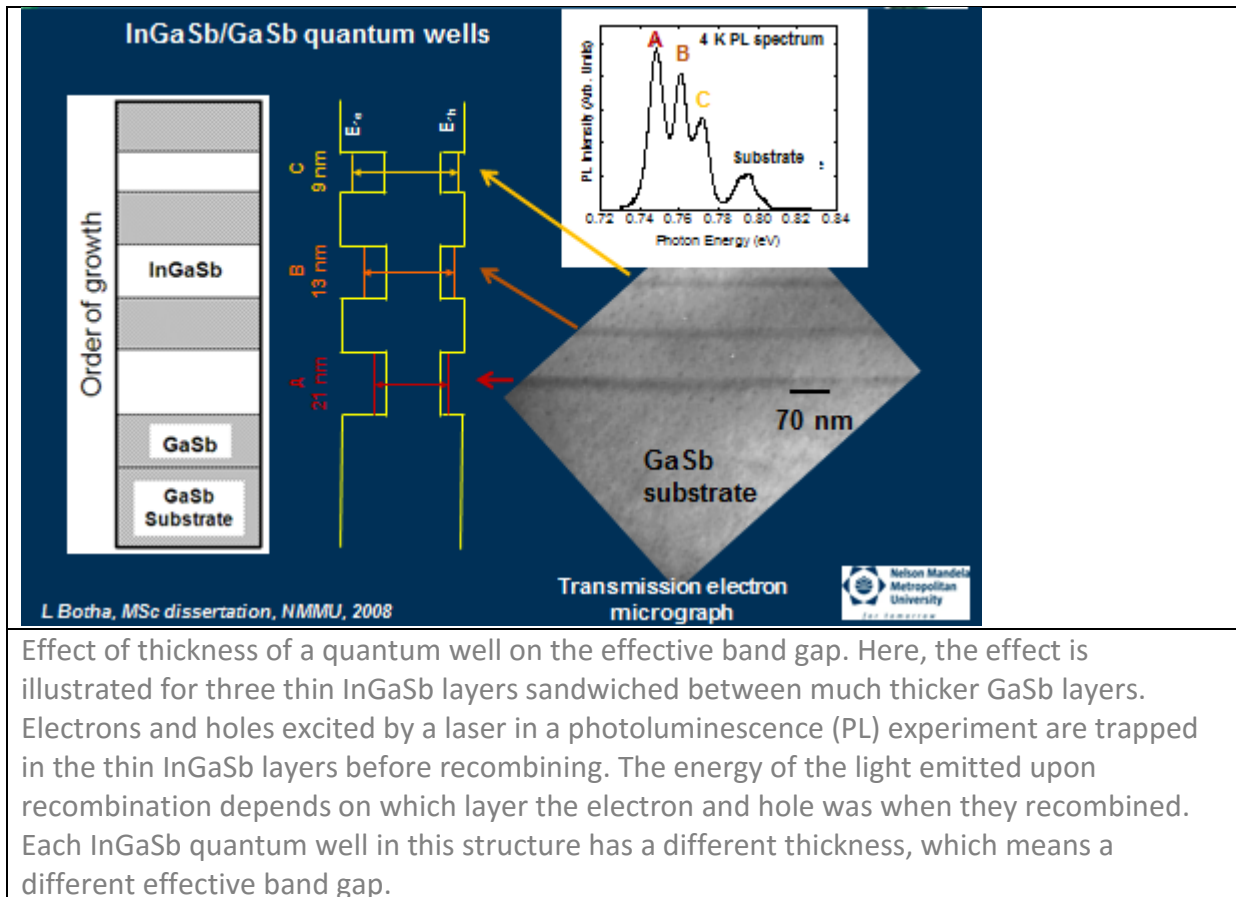 InGaSb/GaSb quantum wells
Order of growth
InGaSb
GaSb
GaSb
Substrate
E'e
E'h
C
9 nm
B
13 nm
A
21 nm
4 K PL spectrum
A
B
C
Substrate
e
PL Intensity (Arb. Units)
0.72 0.74 0.76 0.78 0.80 0.82 0.84
Photon Energy (eV)
70 nm
GaSb
substrate
Transmission electron
micrograph
L Botha, MSc dissertation, NMMU, 2008
Nelson Mandela
Metropolitan
University
for tomorrow
Effect of thickness of a quantum well on the effective band gap. Here, the effect is
illustrated for three thin InGaSb layers sandwiched between much thicker GaSb layers.
Electrons and holes excited by a laser in a photoluminescence (PL) experiment are trapped
in the thin InGaSb layers before recombining. The energy of the light emitted upon
recombination depends on which layer the electron and hole was when they recombined.
Each InGaSb quantum well in this structure has a different thickness, which means a
different effective band gap.